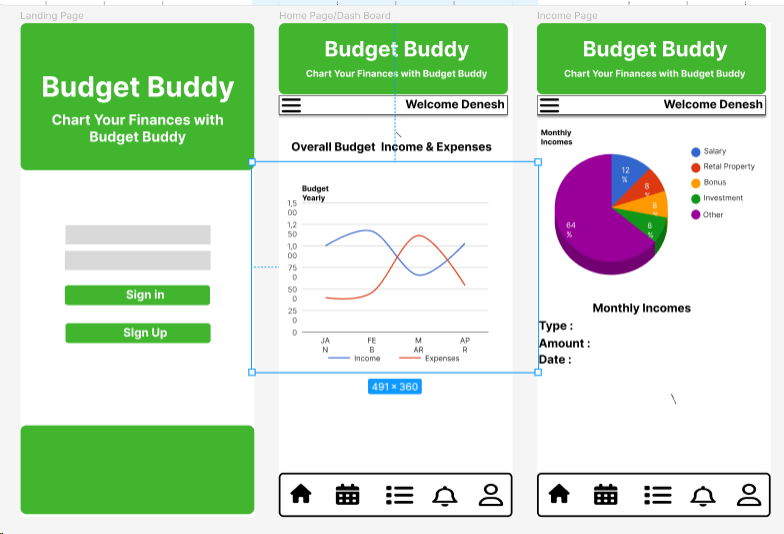 Landing Page
Budget Buddy
Chart Your Finances with
Budget Buddy
Sign in
SIgn Up
Home Page/Dash Board
Budget Buddy
Chart Your Finances with Budget Buddy
Welcome Denesh
Overall Budget Income & Expenses
Budget
Yearly
1,5
00
1,2
50
1,0
00
75
0
50
0
25
0
0
JA
N
FE
B
M
AR
AP
R
Income
Expenses
491 × 360
Income Page
Budget Buddy
Chart Your Finances with Budget Buddy
Welcome Denesh
Monthly
Incomes
12
%
8
%
8
%
8
%
64
%
Salary
Retal Property
Bonus
Investment
Other
Monthly Incomes
Type :
Amount :
Date :